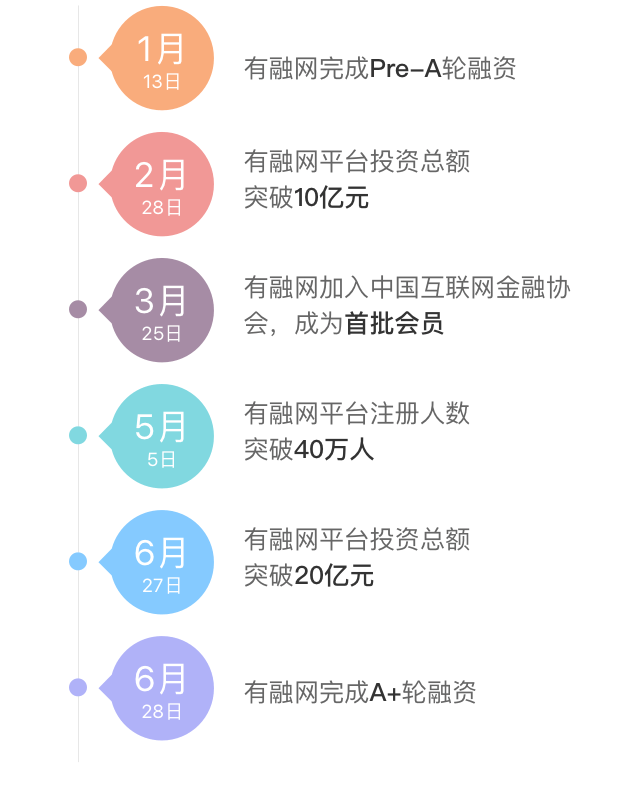 1月
13日
有融网完成Pre-A轮融资
2月
28日
有融网平台投资总额
突破10亿元
3月
25日
有融网加入中国互联网金融协
会，成为首批会员
5月
5日
有融网平台注册人数
突破40万人
6月
27日
有融网平台投资总额
突破20亿元
6月
28日
有融网完成A+轮融资